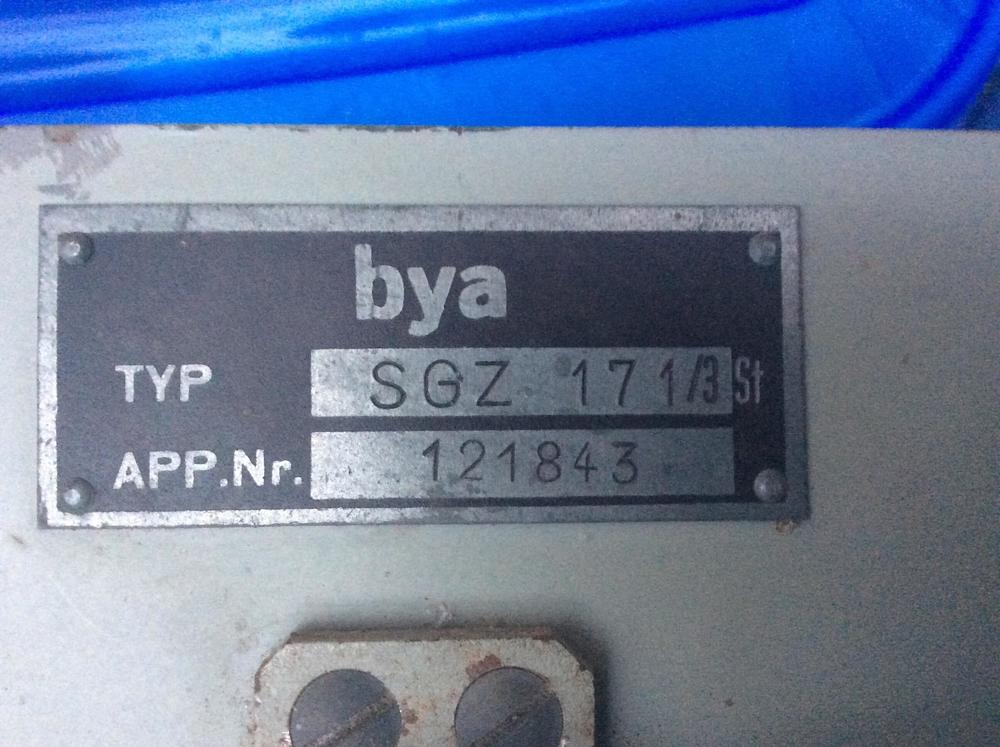 bya
TYP SGZ 171/3 St
APP.Nr. 121843